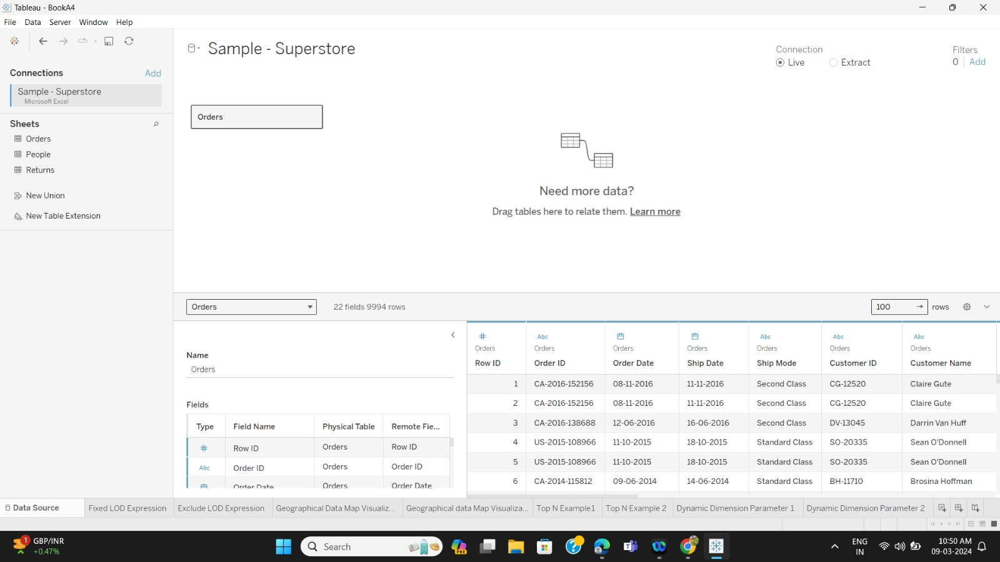 Tableau - BookA4
File Data Server Window Help
Sample - Superstore
Connection
Live Extract
Filters
0 Add
Connections Add
Sample - Superstore
Microsoft Excel
Sheets
Orders
People
Returns
New Union
New Table Extension
Orders
Need more data?
Drag tables here to relate them. Learn more
Orders 22 fields 9994 rows 100 rows
Name
Orders
Fields
Type Field Name Physical Table Remote Fie...
# Row ID Orders Row ID
Abc Order ID Orders Order ID
Order Date Orders Order Date
# Abc Abc Abc Abc
Orders Orders Orders Orders Orders Orders Orders
Row ID Order ID Order Date Ship Date Ship Mode Customer ID Customer Name
1 CA-2016-152156 08-11-2016 11-11-2016 Second Class CG-12520 Claire Gute
2 CA-2016-152156 08-11-2016 11-11-2016 Second Class CG-12520 Claire Gute
3 CA-2016-138688 12-06-2016 16-06-2016 Second Class DV-13045 Darrin Van Huff
4 US-2015-108966 11-10-2015 18-10-2015 Standard Class SO-20335 Sean O'Donnell
5 US-2015-108966 11-10-2015 18-10-2015 Standard Class SO-20335 Sean O'Donnell
6 CA-2014-115812 09-06-2014 14-06-2014 Standard Class BH-11710 Brosina Hoffman
Data Source Fixed LOD Expression Exclude LOD Expression Geographical Data Map Visualiz... Geographical data Map Visualiza... Top N Example1 Top N Example 2 Dynamic Dimension Parameter 1 Dynamic Dimension Parameter 2
1 GBP/INR
+0.47%
Search
PRE
ENG
IN
10:50 AM
09-03-2024